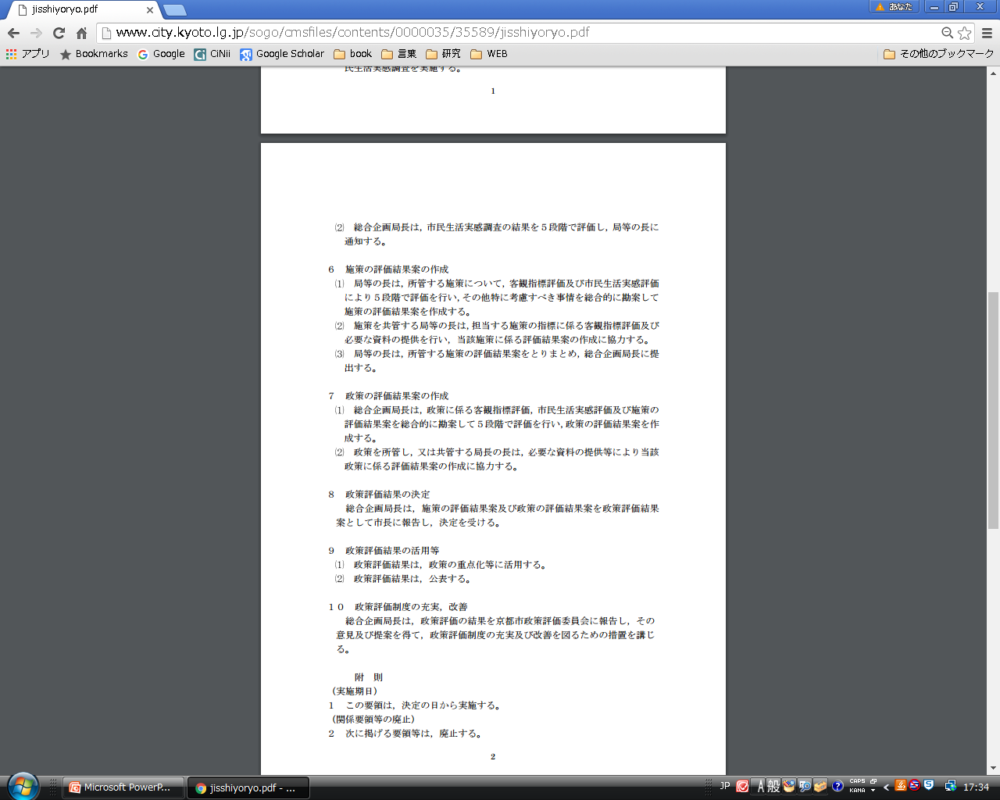 jisshiyoryo.pdf
あなた
www.city.kyoto.lg.jp/sogo/cmsfiles/contents/0000035/35589/jisshiyoryo.pdf
アプリ Bookmarks Google CiNii Google Scholar book 言葉 研究 WEB その他のブックマーク
民生活実感調査を実施する。
1
⑵ 総合企画局長は，市民生活実感調査の結果を５段階で評価し，局等の長に
通知する。
６ 施策の評価結果案の作成
⑴ 局等の長は，所管する施策について，客観指標評価及び市民生活実感評価
により５段階で評価を行い，その他特に考慮すべき事情を総合的に勘案して
施策の評価結果案を作成する。
⑵ 施策を共管する局等の長は，担当する施策の指標に係る客観指標評価及び
必要な資料の提供を行い，当該施策に係る評価結果案の作成に協力する。
⑶ 局等の長は，所管する施策の評価結果案をとりまとめ，総合企画局長に提
出する。
７ 政策の評価結果案の作成
⑴ 総合企画局長は，政策に係る客観指標評価，市民生活実感評価及び施策の
評価結果案を総合的に勘案して５段階で評価を行い，政策の評価結果案を作
成する。
⑵ 政策を所管し，又は共管する局長の長は，必要な資料の提供等により当該
政策に係る評価結果案の作成に協力する。
８ 政策評価結果の決定
総合企画局長は，施策の評価結果案及び政策の評価結果案を政策評価結果
案として市長に報告し，決定を受ける。
９ 政策評価結果の活用等
⑴ 政策評価結果は，政策の重点化等に活用する。
⑵ 政策評価結果は，公表する。
１０ 政策評価制度の充実，改善
総合企画局長は，政策評価の結果を京都市政策評価委員会に報告し，その
意見及び提案を得て，政策評価制度の充実及び改善を図るための措置を講じ
る。
附 則
（実施期日）
１ この要領は，決定の日から実施する。
（関係要領等の廃止）
２ 次に掲げる要領等は，廃止する。
2
Microsoft PowerP... jisshiyoryo.pdf - ... JP A 般 CAPS KANA 17:34